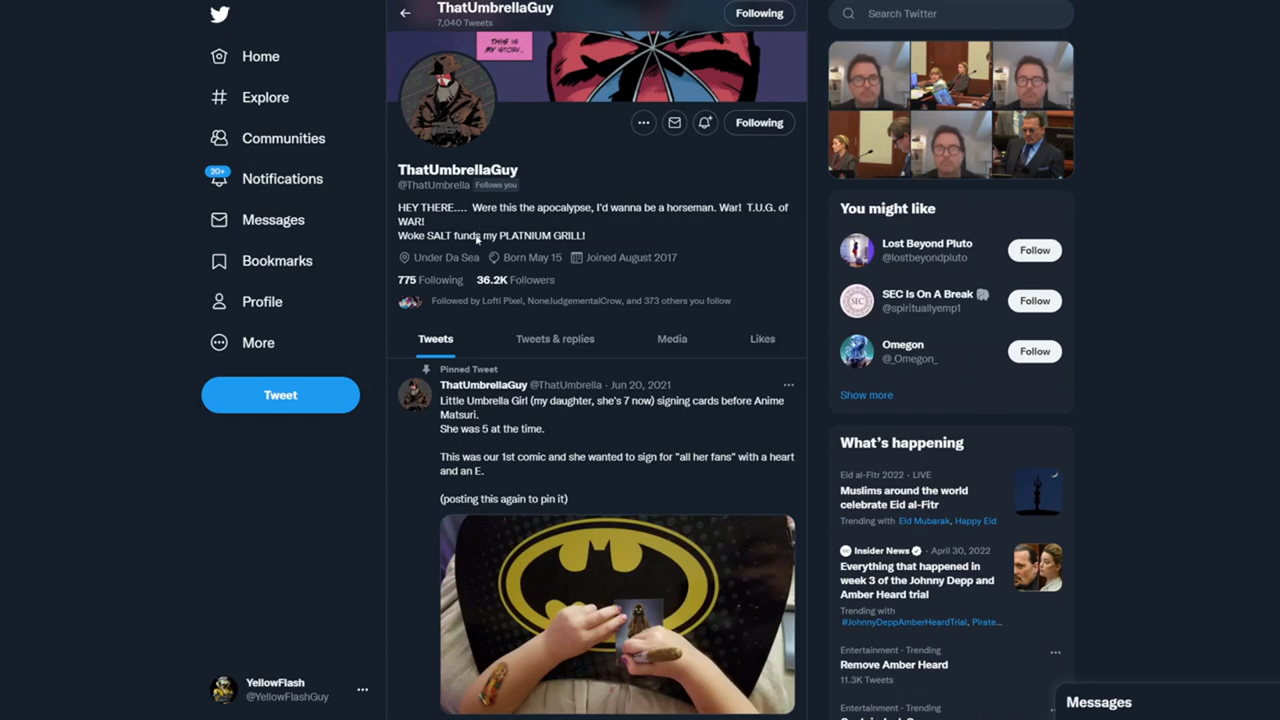 ThatUmbrellaGuy
7,040 Tweets
Following
Search Twitter
Home
Explore
Communities
20+
Notifications
Messages
Bookmarks
Profile
More
Tweet
YellowFlash
@YellowFlashGuy
THIS IS
MY STORY.
Following
ThatUmbrellaGuy
@ThatUmbrella Follows you
HEY THERE.... Were this the apocalypse, I'd wanna be a horseman. War! T.U.G. of
WAR!
Woke SALT funds my PLATNIUM GRILL!
Under Da Sea Born May 15 Joined August 2017
775 Following 36.2K Followers
Followed by Lofti Pixel, NoneJudgementalCrow, and 373 others you follow
Tweets Tweets & replies Media Likes
Pinned Tweet
ThatUmbrellaGuy @ThatUmbrella · Jun 20, 2021
Little Umbrella Girl (my daughter, she's 7 now) signing cards before Anime
Matsuri.
She was 5 at the time.
This was our 1st comic and she wanted to sign for "all her fans" with a heart
and an E.
(posting this again to pin it)
You might like
Lost Beyond Pluto
@lostbeyondpluto
Follow
SEC
SEC Is On A Break
@spirituallyemp1
Follow
Omegon
@_Omegon_
Follow
Show more
What's happening
Eid al-Fitr 2022 · LIVE
Muslims around the world
celebrate Eid al-Fitr
Trending with Eid Mubarak, Happy Eid
Insider News · April 30, 2022
Everything that happened in
week 3 of the Johnny Depp and
Amber Heard trial
Trending with
#JohnnyDeppAmberHeardTrial, Pirate...
Entertainment · Trending
Remove Amber Heard
11.3K Tweets
Entertainment · Trending
Messages